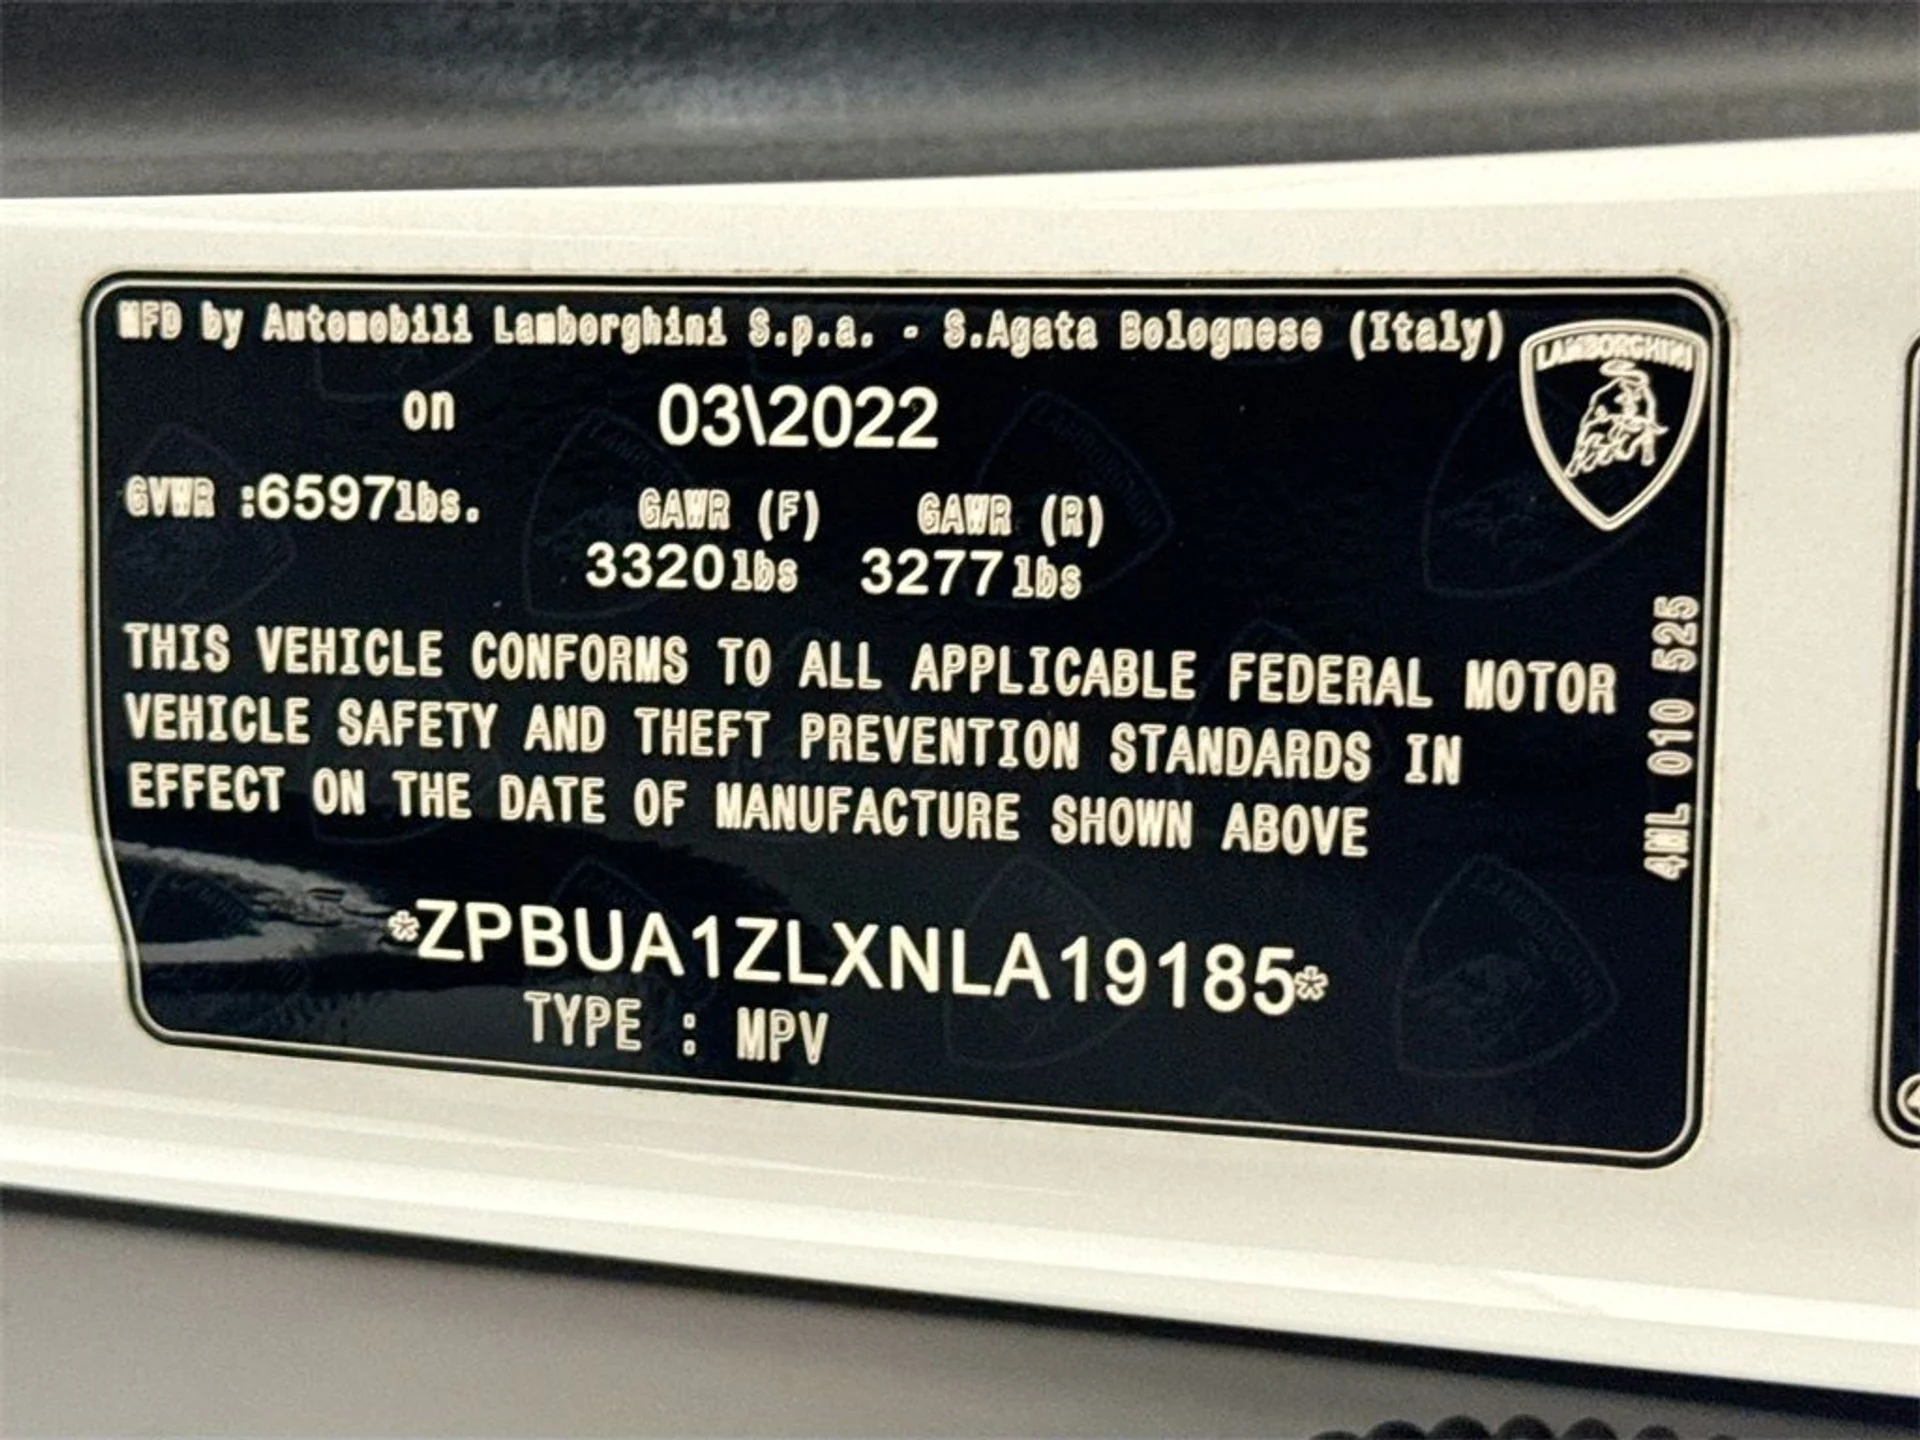 MFD by Automobili Lamborghini S.p.a. - S.Agata Bolognese (Italy)
LAMBORGHINI
on 03\2022
GVWR :6597lbs. GAWR (F) GAWR (R)
3320lbs 3277lbs
THIS VEHICLE CONFORMS TO ALL APPLICABLE FEDERAL MOTOR
VEHICLE SAFETY AND THEFT PREVENTION STANDARDS IN
EFFECT ON THE DATE OF MANUFACTURE SHOWN ABOVE
*ZPBUA1ZLXNLA19185*
TYPE : MPV
4ML 010 525